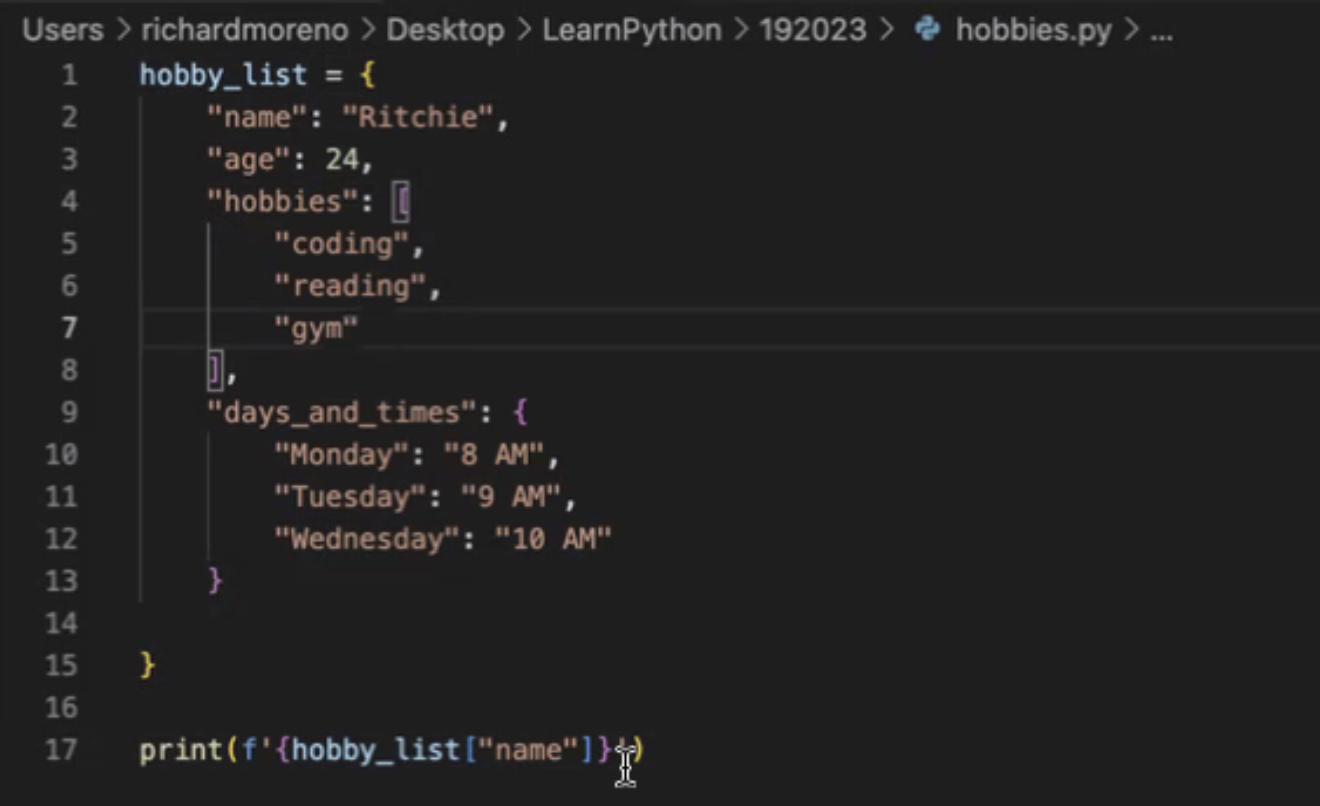 Users > richardmoreno > Desktop > LearnPython > 192023 > hobbies.py > ...
1 hobby_list = {
2     "name": "Ritchie",
3     "age": 24,
4     "hobbies": [
5         "coding",
6         "reading",
7         "gym"
8     ],
9     "days_and_times": {
10         "Monday": "8 AM",
11         "Tuesday": "9 AM",
12         "Wednesday": "10 AM"
13     }
14
15 }
16
17 print(f'{hobby_list["name"]}')